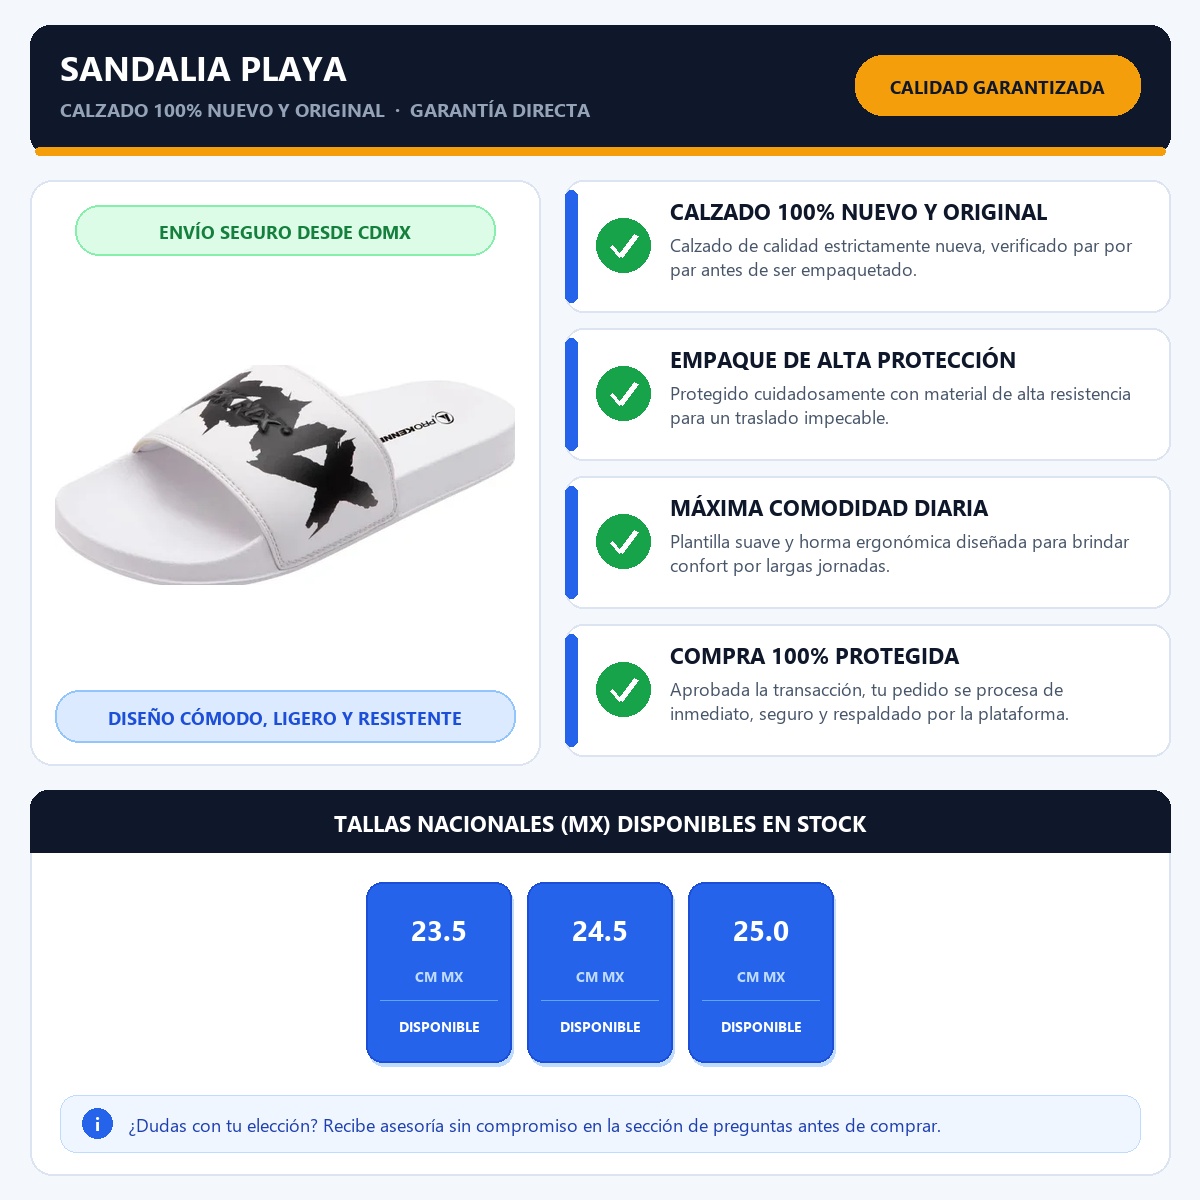 SANDALIA PLAYA
CALZADO 100% NUEVO Y ORIGINAL · GARANTÍA DIRECTA
CALIDAD GARANTIZADA
ENVÍO SEGURO DESDE CDMX
PROKENN
DISEÑO CÓMODO, LIGERO Y RESISTENTE
CALZADO 100% NUEVO Y ORIGINAL
Calzado de calidad estrictamente nueva, verificado par por
par antes de ser empaquetado.
EMPAQUE DE ALTA PROTECCIÓN
Protegido cuidadosamente con material de alta resistencia
para un traslado impecable.
MÁXIMA COMODIDAD DIARIA
Plantilla suave y horma ergonómica diseñada para brindar
confort por largas jornadas.
COMPRA 100% PROTEGIDA
Aprobada la transacción, tu pedido se procesa de
inmediato, seguro y respaldado por la plataforma.
TALLAS NACIONALES (MX) DISPONIBLES EN STOCK
23.5
CM MX
DISPONIBLE
24.5
CM MX
DISPONIBLE
25.0
CM MX
DISPONIBLE
¿Dudas con tu elección? Recibe asesoría sin compromiso en la sección de preguntas antes de comprar.